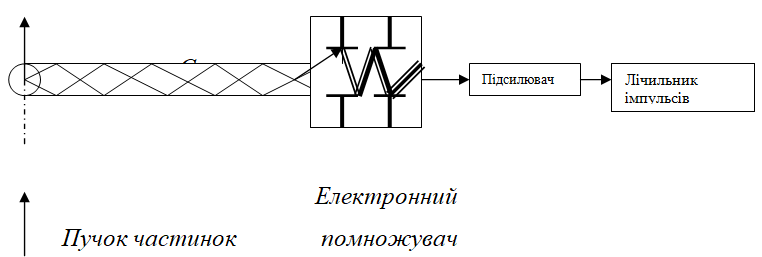 Підсилювач
Лічильник
імпульсів
Електронний
Пучок частинок
помножувач